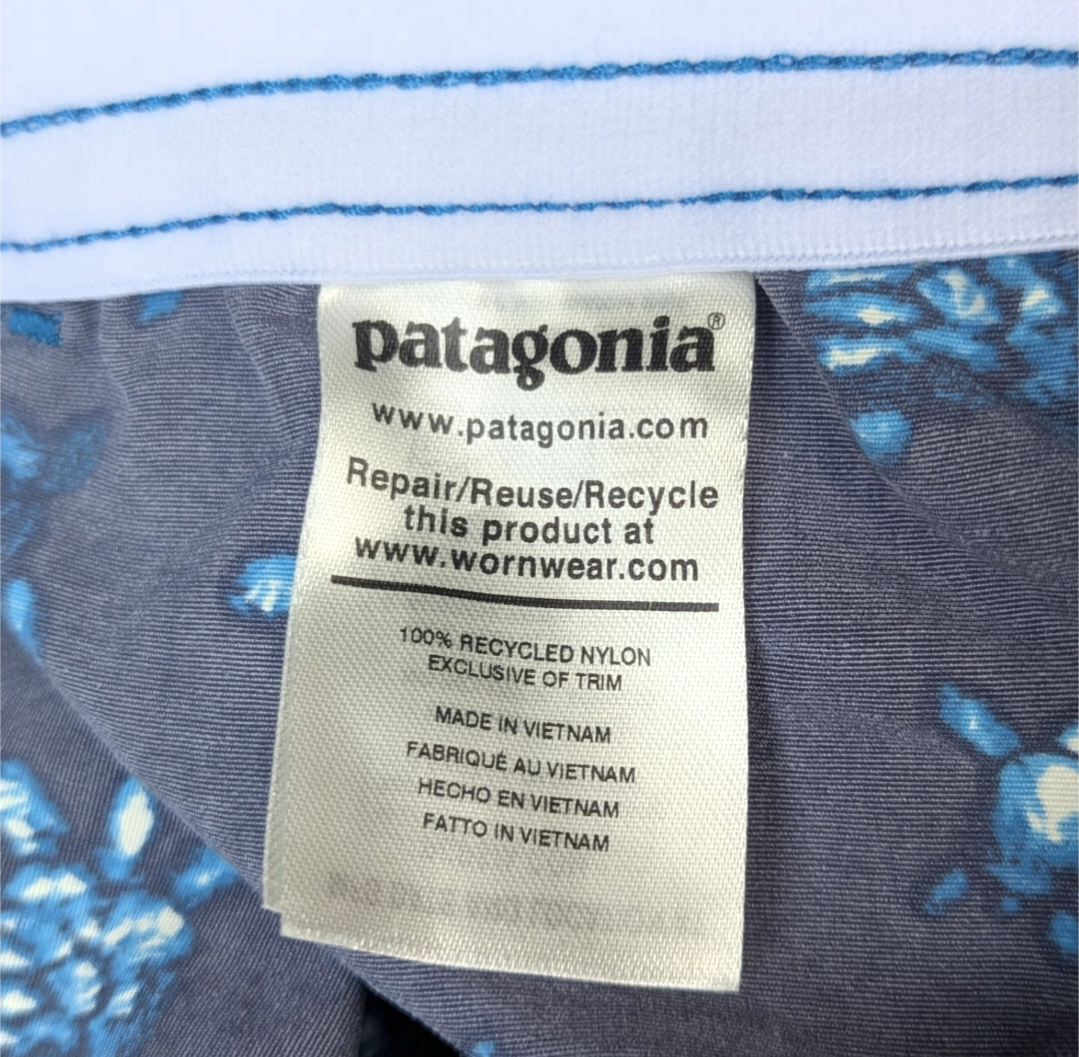 patagonia®
www.patagonia.com
Repair/Reuse/Recycle
this product at
www.wornwear.com
100% RECYCLED NYLON
EXCLUSIVE OF TRIM
MADE IN VIETNAM
FABRIQUÉ AU VIETNAM
HECHO EN VIETNAM
FATTO IN VIETNAM